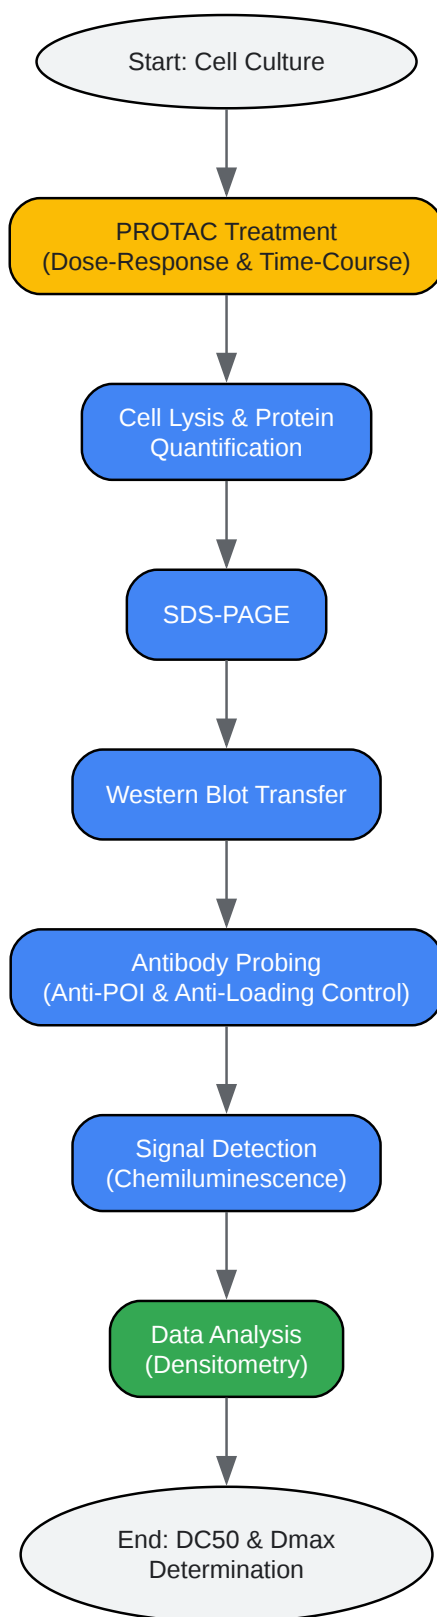 Start: Cell Culture
PROTAC Treatment
(Dose-Response & Time-Course)
Cell Lysis & Protein
Quantification
SDS-PAGE
Western Blot Transfer
Antibody Probing
(Anti-POI & Anti-Loading Control)
Signal Detection
(Chemiluminescence)
Data Analysis
(Densitometry)
End: DC50 & Dmax
Determination